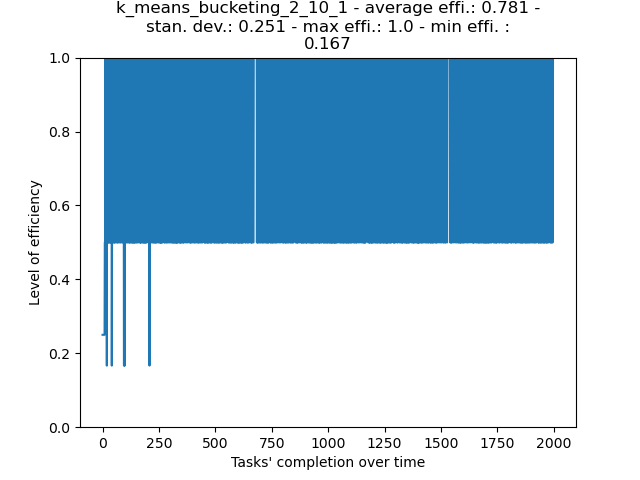 k_means_bucketing_2_10_1 - average effi.: 0.781 -
stan. dev.: 0.251 - max effi.: 1.0 - min effi. :
0.167
1.0
0.8
0.6
0.4
0.2
0.0
Level of efficiency
0 250 500 750 1000 1250 1500 1750 2000
Tasks' completion over time